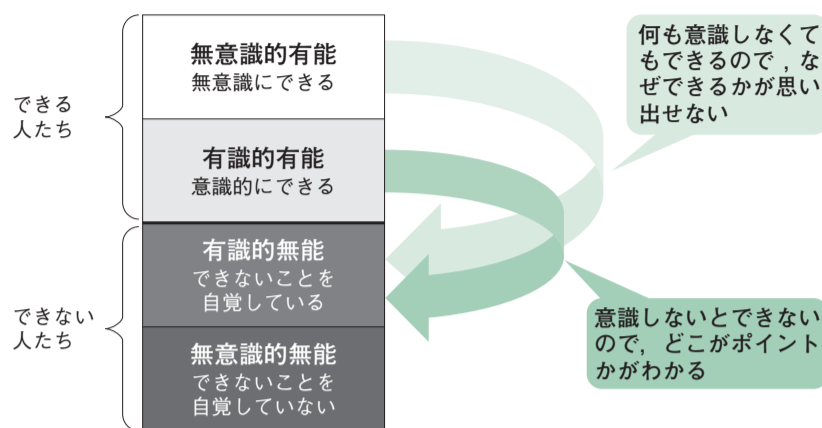 できる
人たち
無意識的有能
無意識にできる
有識的有能
意識的にできる
できない
人たち
有識的無能
できないことを
自覚している
無意識的無能
できないことを
自覚していない
何も意識しなくて
もできるので，な
ぜできるかが思い
出せない
意識しないとできない
ので，どこがポイント
かがわかる